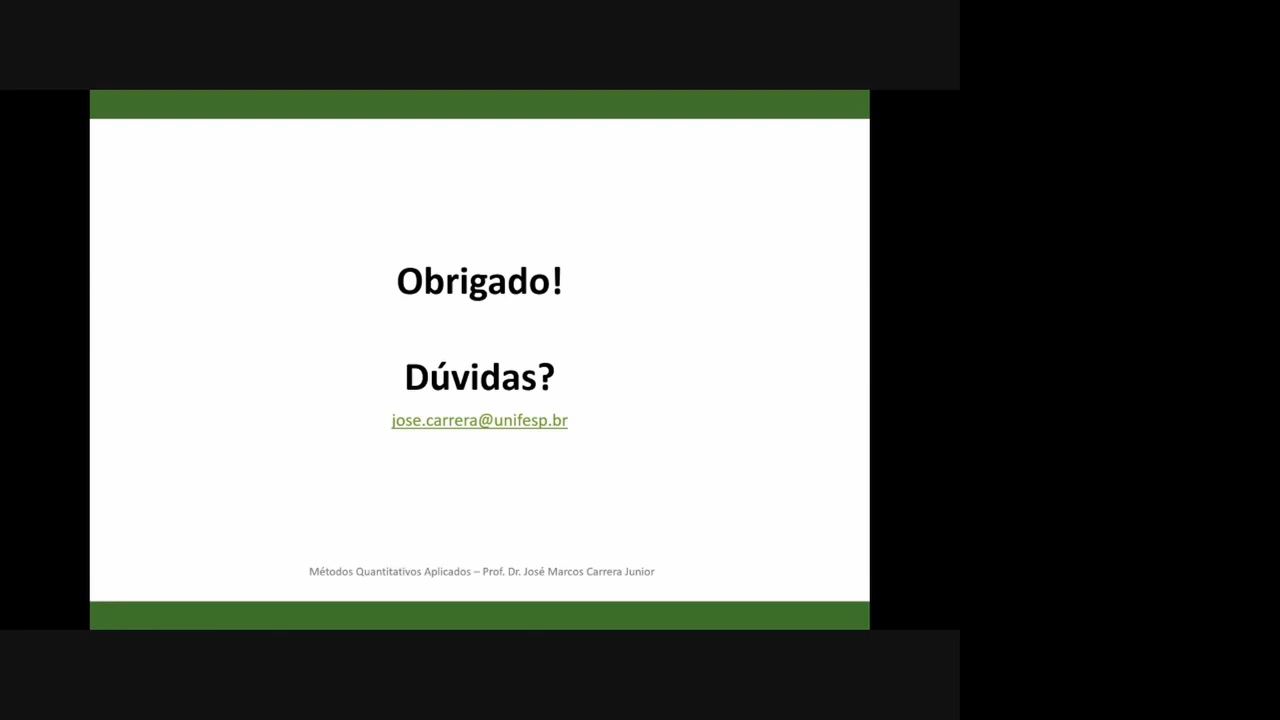 Obrigado!
Dúvidas?
jose.carrera@unifesp.br
Métodos Quantitativos Aplicados – Prof. Dr. José Marcos Carrera Junior